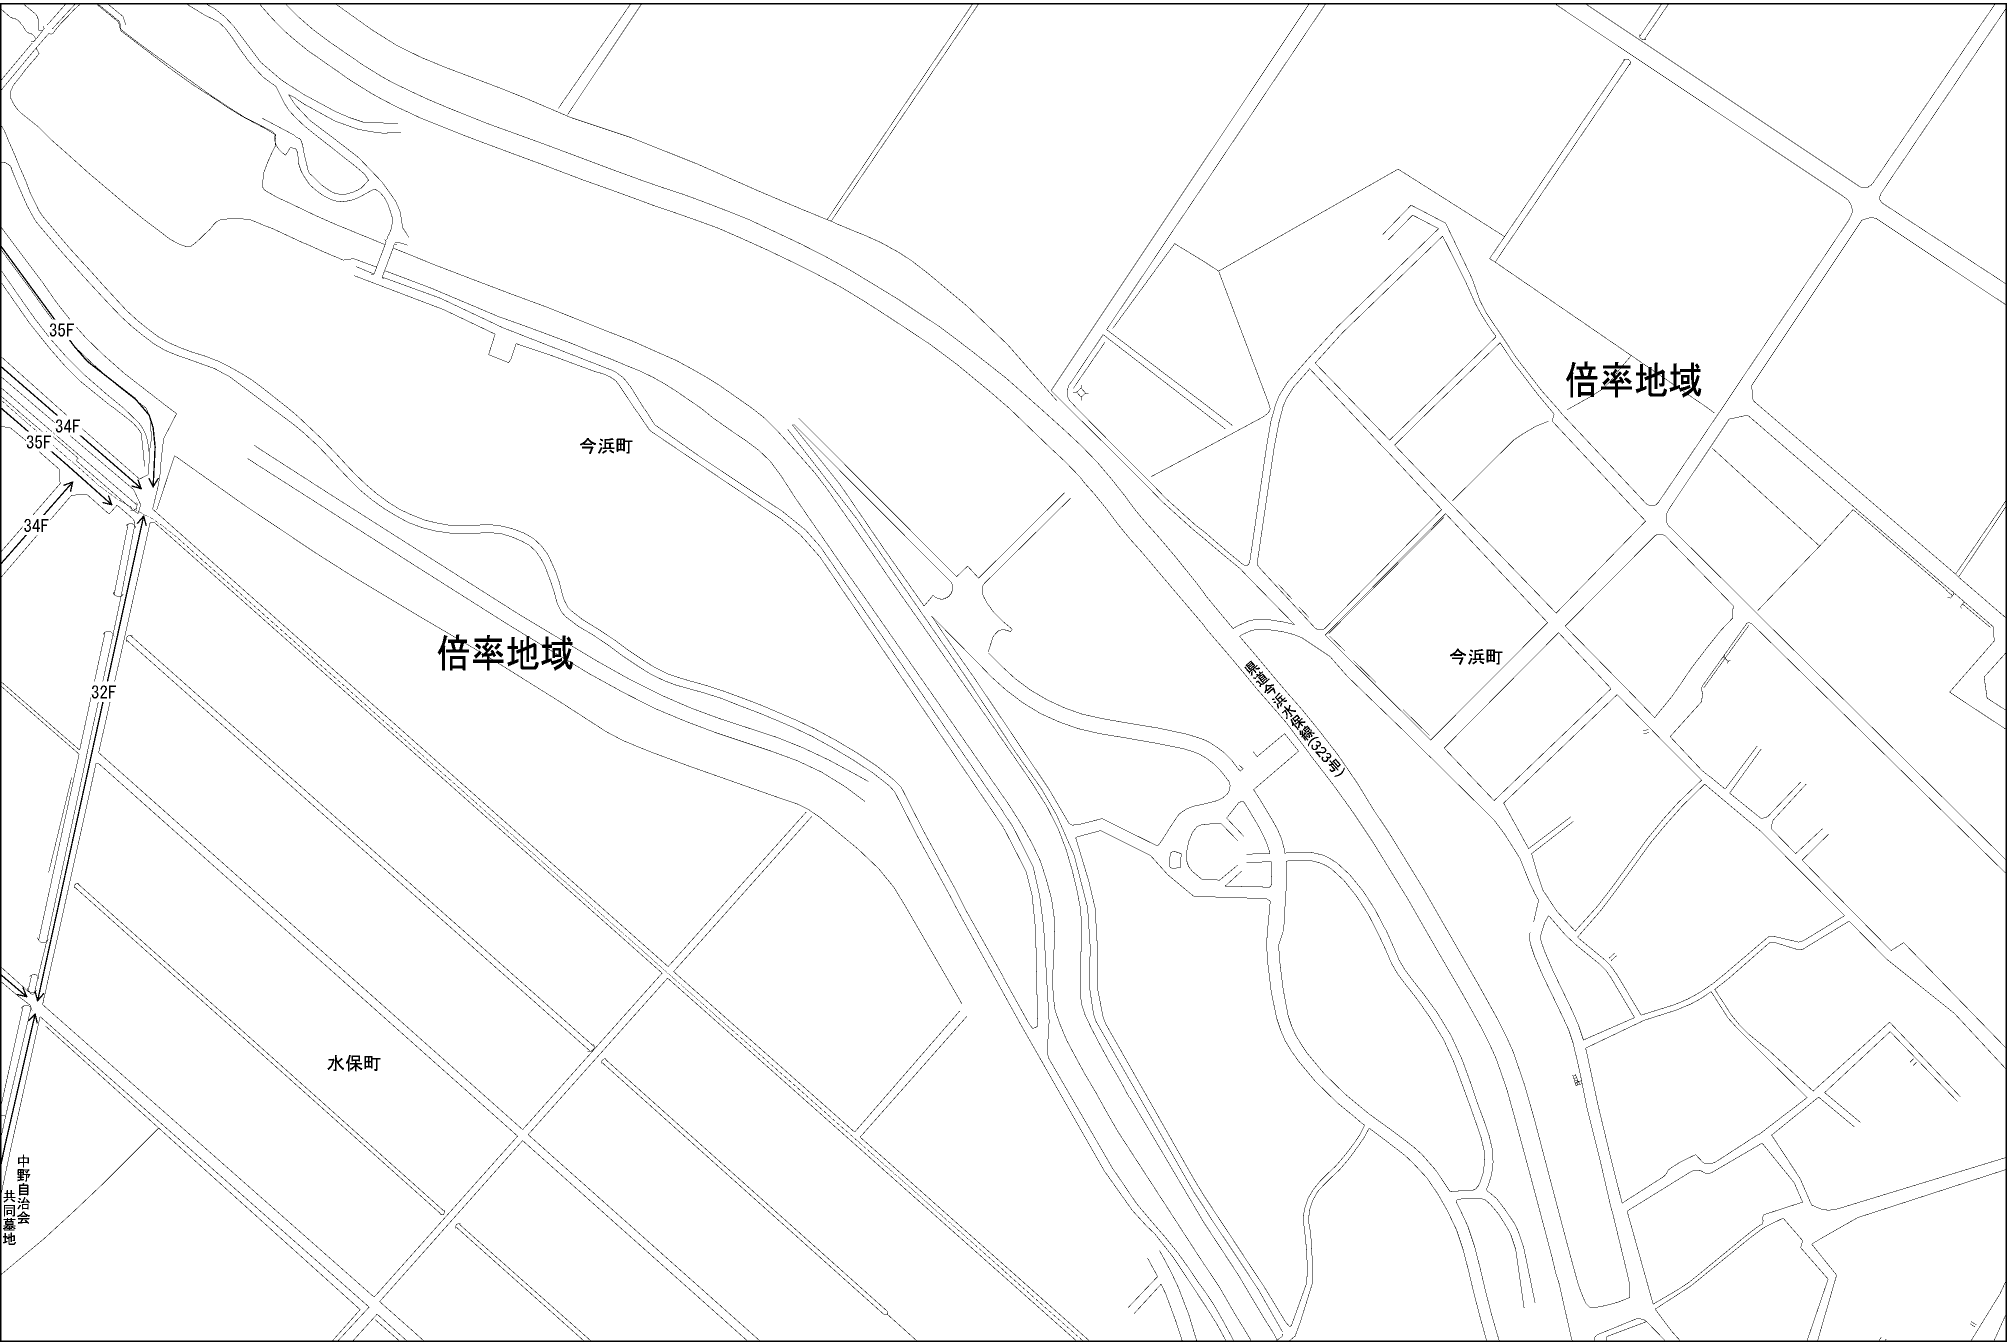 35F
倍率地域
34F
35F
今浜町
34F
倍率地域
今浜町
県道今浜水保線(323号)
32F
水保町
中野自治会
共同墓地